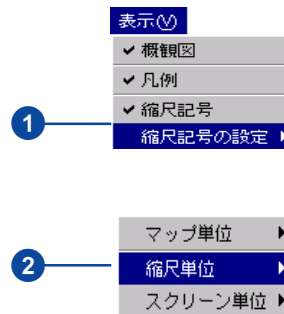 表示(V)
✔ 概観図
✔ 凡例
✔ 縮尺記号
1
縮尺記号の設定 ▶
マップ単位 ▶
2
縮尺単位 ▶
スクリーン単位 ▶